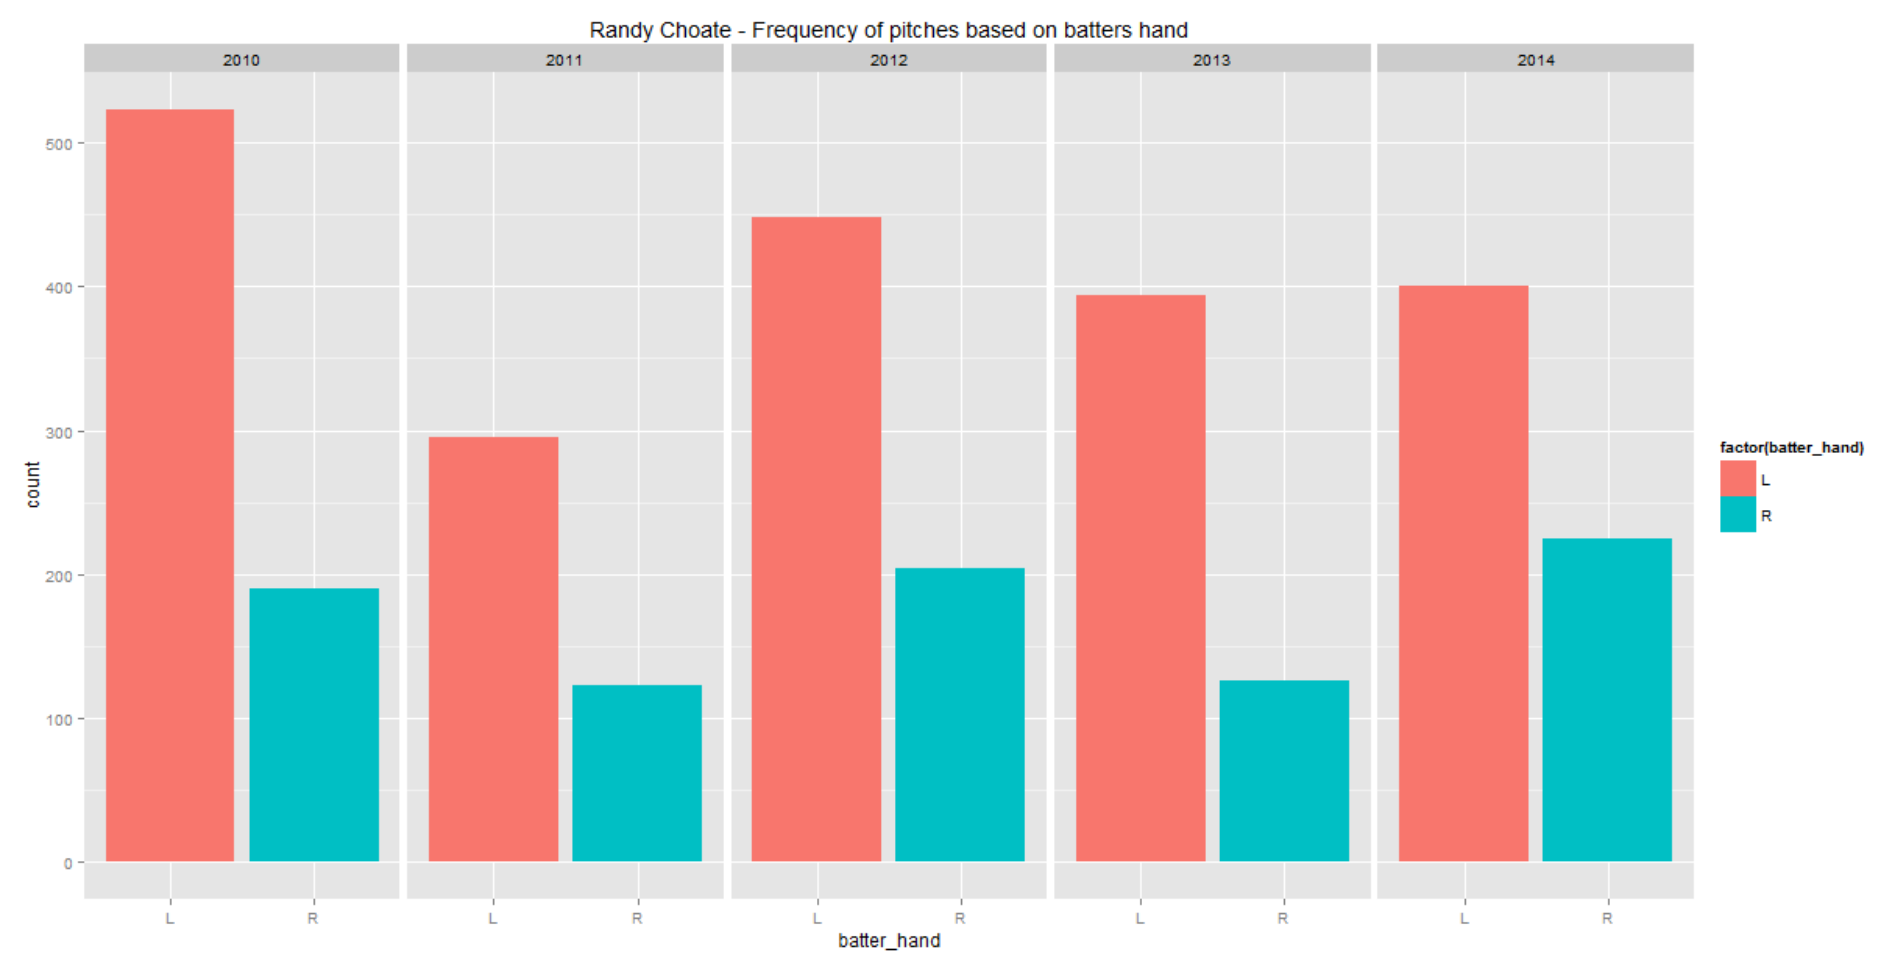 Randy Choate - Frequency of pitches based on batters hand
2010 2011 2012 2013 2014
500
400
300
200
100
0
count
L R L R L R L R L R
batter_hand
factor(batter_hand)
L
R